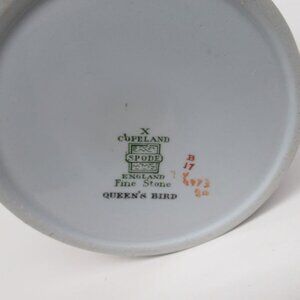 X
COPELAND
SPODE
ENGLAND
Fine Stone
QUEEN'S BIRD
B
17